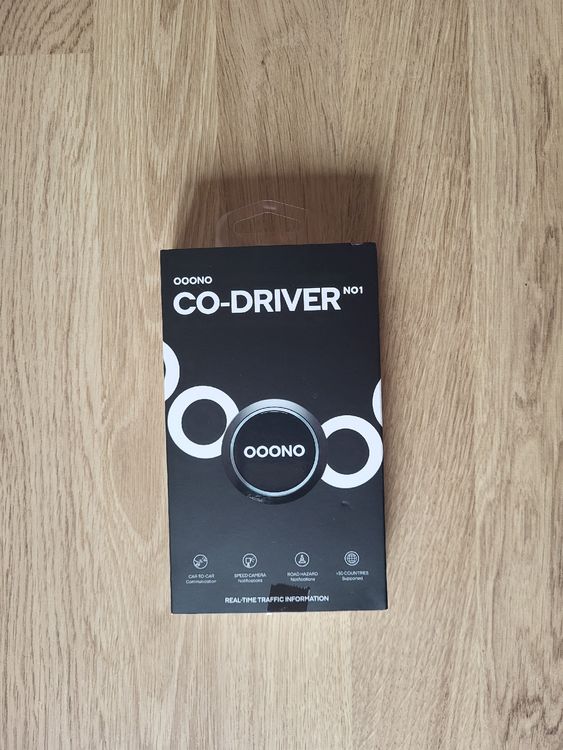 OOONO
CO-DRIVER NO1
OOONO
CAR-TO-CAR
Communication
SPEED CAMERA
Notifications
ROAD HAZARD
Notifications
+30 COUNTRIES
Supported
REAL-TIME TRAFFIC INFORMATION